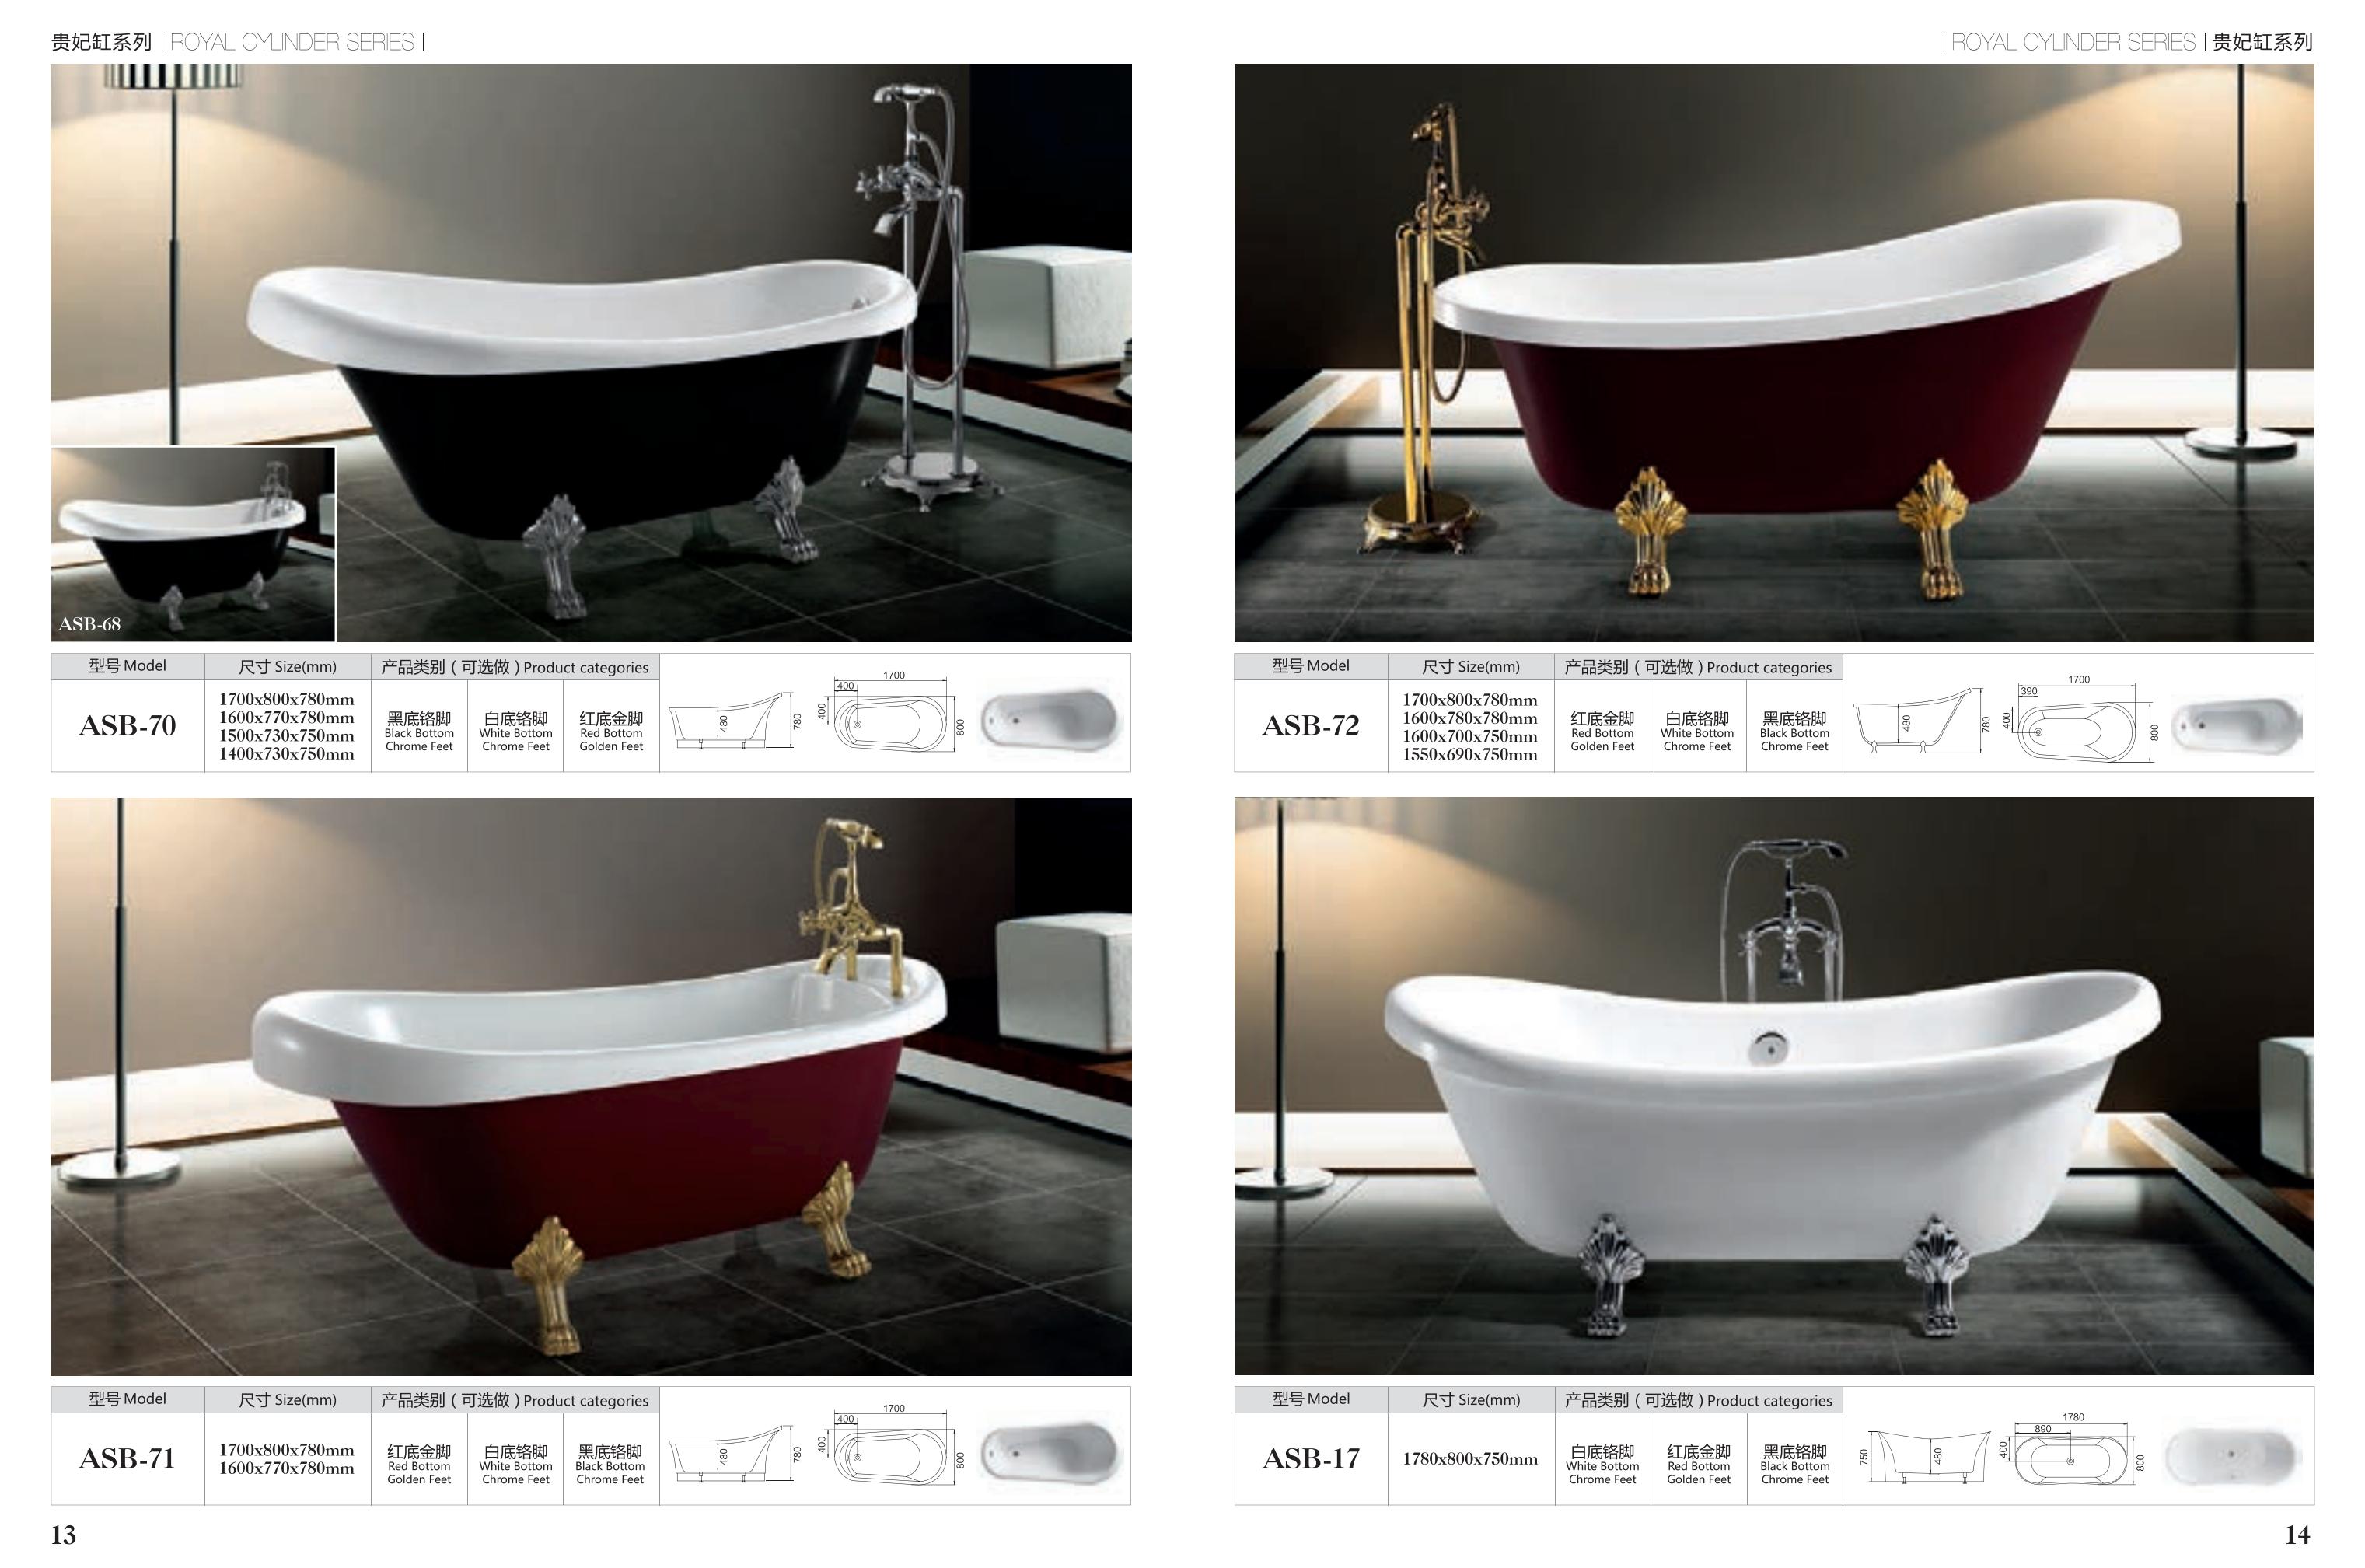 贵妃缸系列 | ROYAL CYLINDER SERIES |
ASB-68
型号 Model
尺寸 Size(mm)
产品类别 ( 可选做 ) Product categories
ASB-70
1700x800x780mm
1600x770x780mm
1500x730x750mm
1400x730x750mm
黑底铬脚
Black Bottom
Chrome Feet
白底铬脚
White Bottom
Chrome Feet
红底金脚
Red Bottom
Golden Feet
480
780
1700
400
400
800
型号 Model
尺寸 Size(mm)
产品类别 ( 可选做 ) Product categories
ASB-71
1700x800x780mm
1600x770x780mm
红底金脚
Red Bottom
Golden Feet
白底铬脚
White Bottom
Chrome Feet
黑底铬脚
Black Bottom
Chrome Feet
480
780
1700
400
400
800
13
| ROYAL CYLINDER SERIES | 贵妃缸系列
型号 Model
尺寸 Size(mm)
产品类别 ( 可选做 ) Product categories
ASB-72
1700x800x780mm
1600x780x780mm
1600x700x750mm
1550x690x750mm
红底金脚
Red Bottom
Golden Feet
白底铬脚
White Bottom
Chrome Feet
黑底铬脚
Black Bottom
Chrome Feet
480
780
1700
390
400
800
型号 Model
尺寸 Size(mm)
产品类别 ( 可选做 ) Product categories
ASB-17
1780x800x750mm
白底铬脚
White Bottom
Chrome Feet
红底金脚
Red Bottom
Golden Feet
黑底铬脚
Black Bottom
Chrome Feet
750
480
1780
890
400
800
14